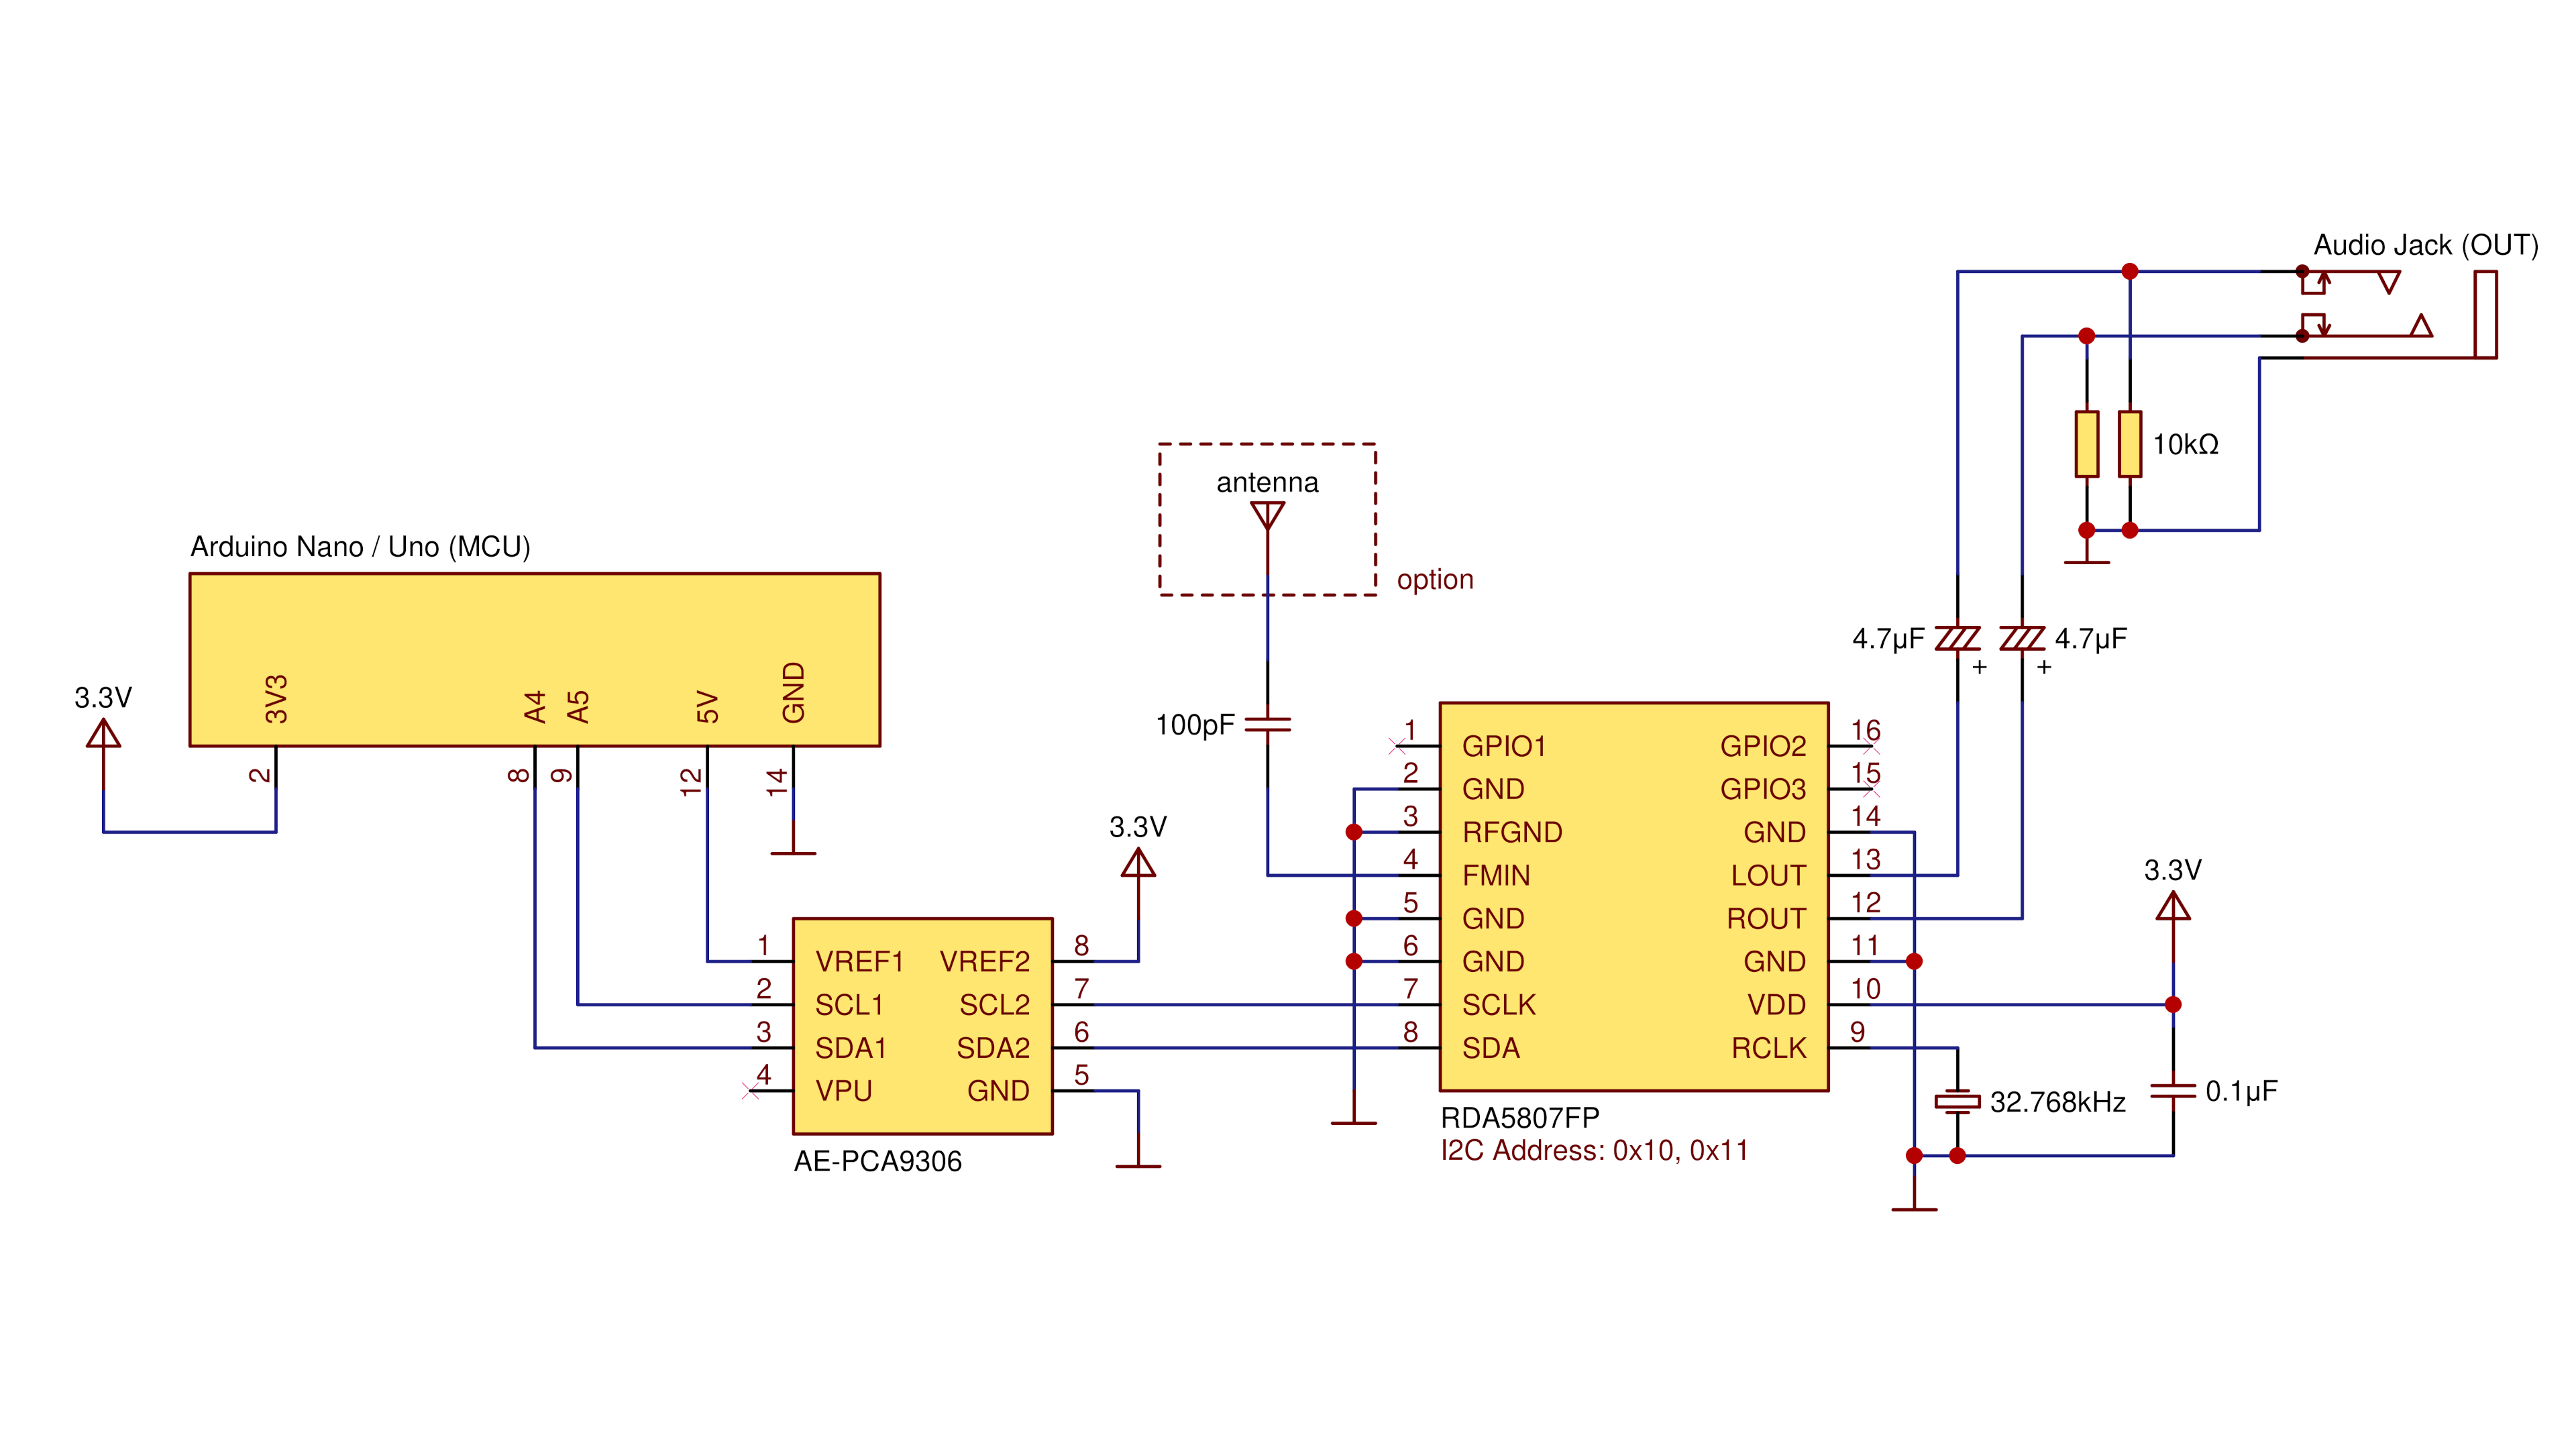 Audio Jack (OUT)
10kΩ
antenna
option
Arduino Nano / Uno (MCU)
3V3
A4
A5
5V
GND
2
8
9
12
14
3.3V
4.7µF
+
4.7µF
+
100pF
3.3V
1 VREF1
2 SCL1
3 SDA1
4 VPU
VREF2 8
SCL2 7
SDA2 6
GND 5
AE-PCA9306
1 GPIO1
2 GND
3 RFGND
4 FMIN
5 GND
6 GND
7 SCLK
8 SDA
GPIO2 16
GPIO3 15
GND 14
LOUT 13
ROUT 12
GND 11
VDD 10
RCLK 9
RDA5807FP
I2C Address: 0x10, 0x11
3.3V
32.768kHz
0.1µF